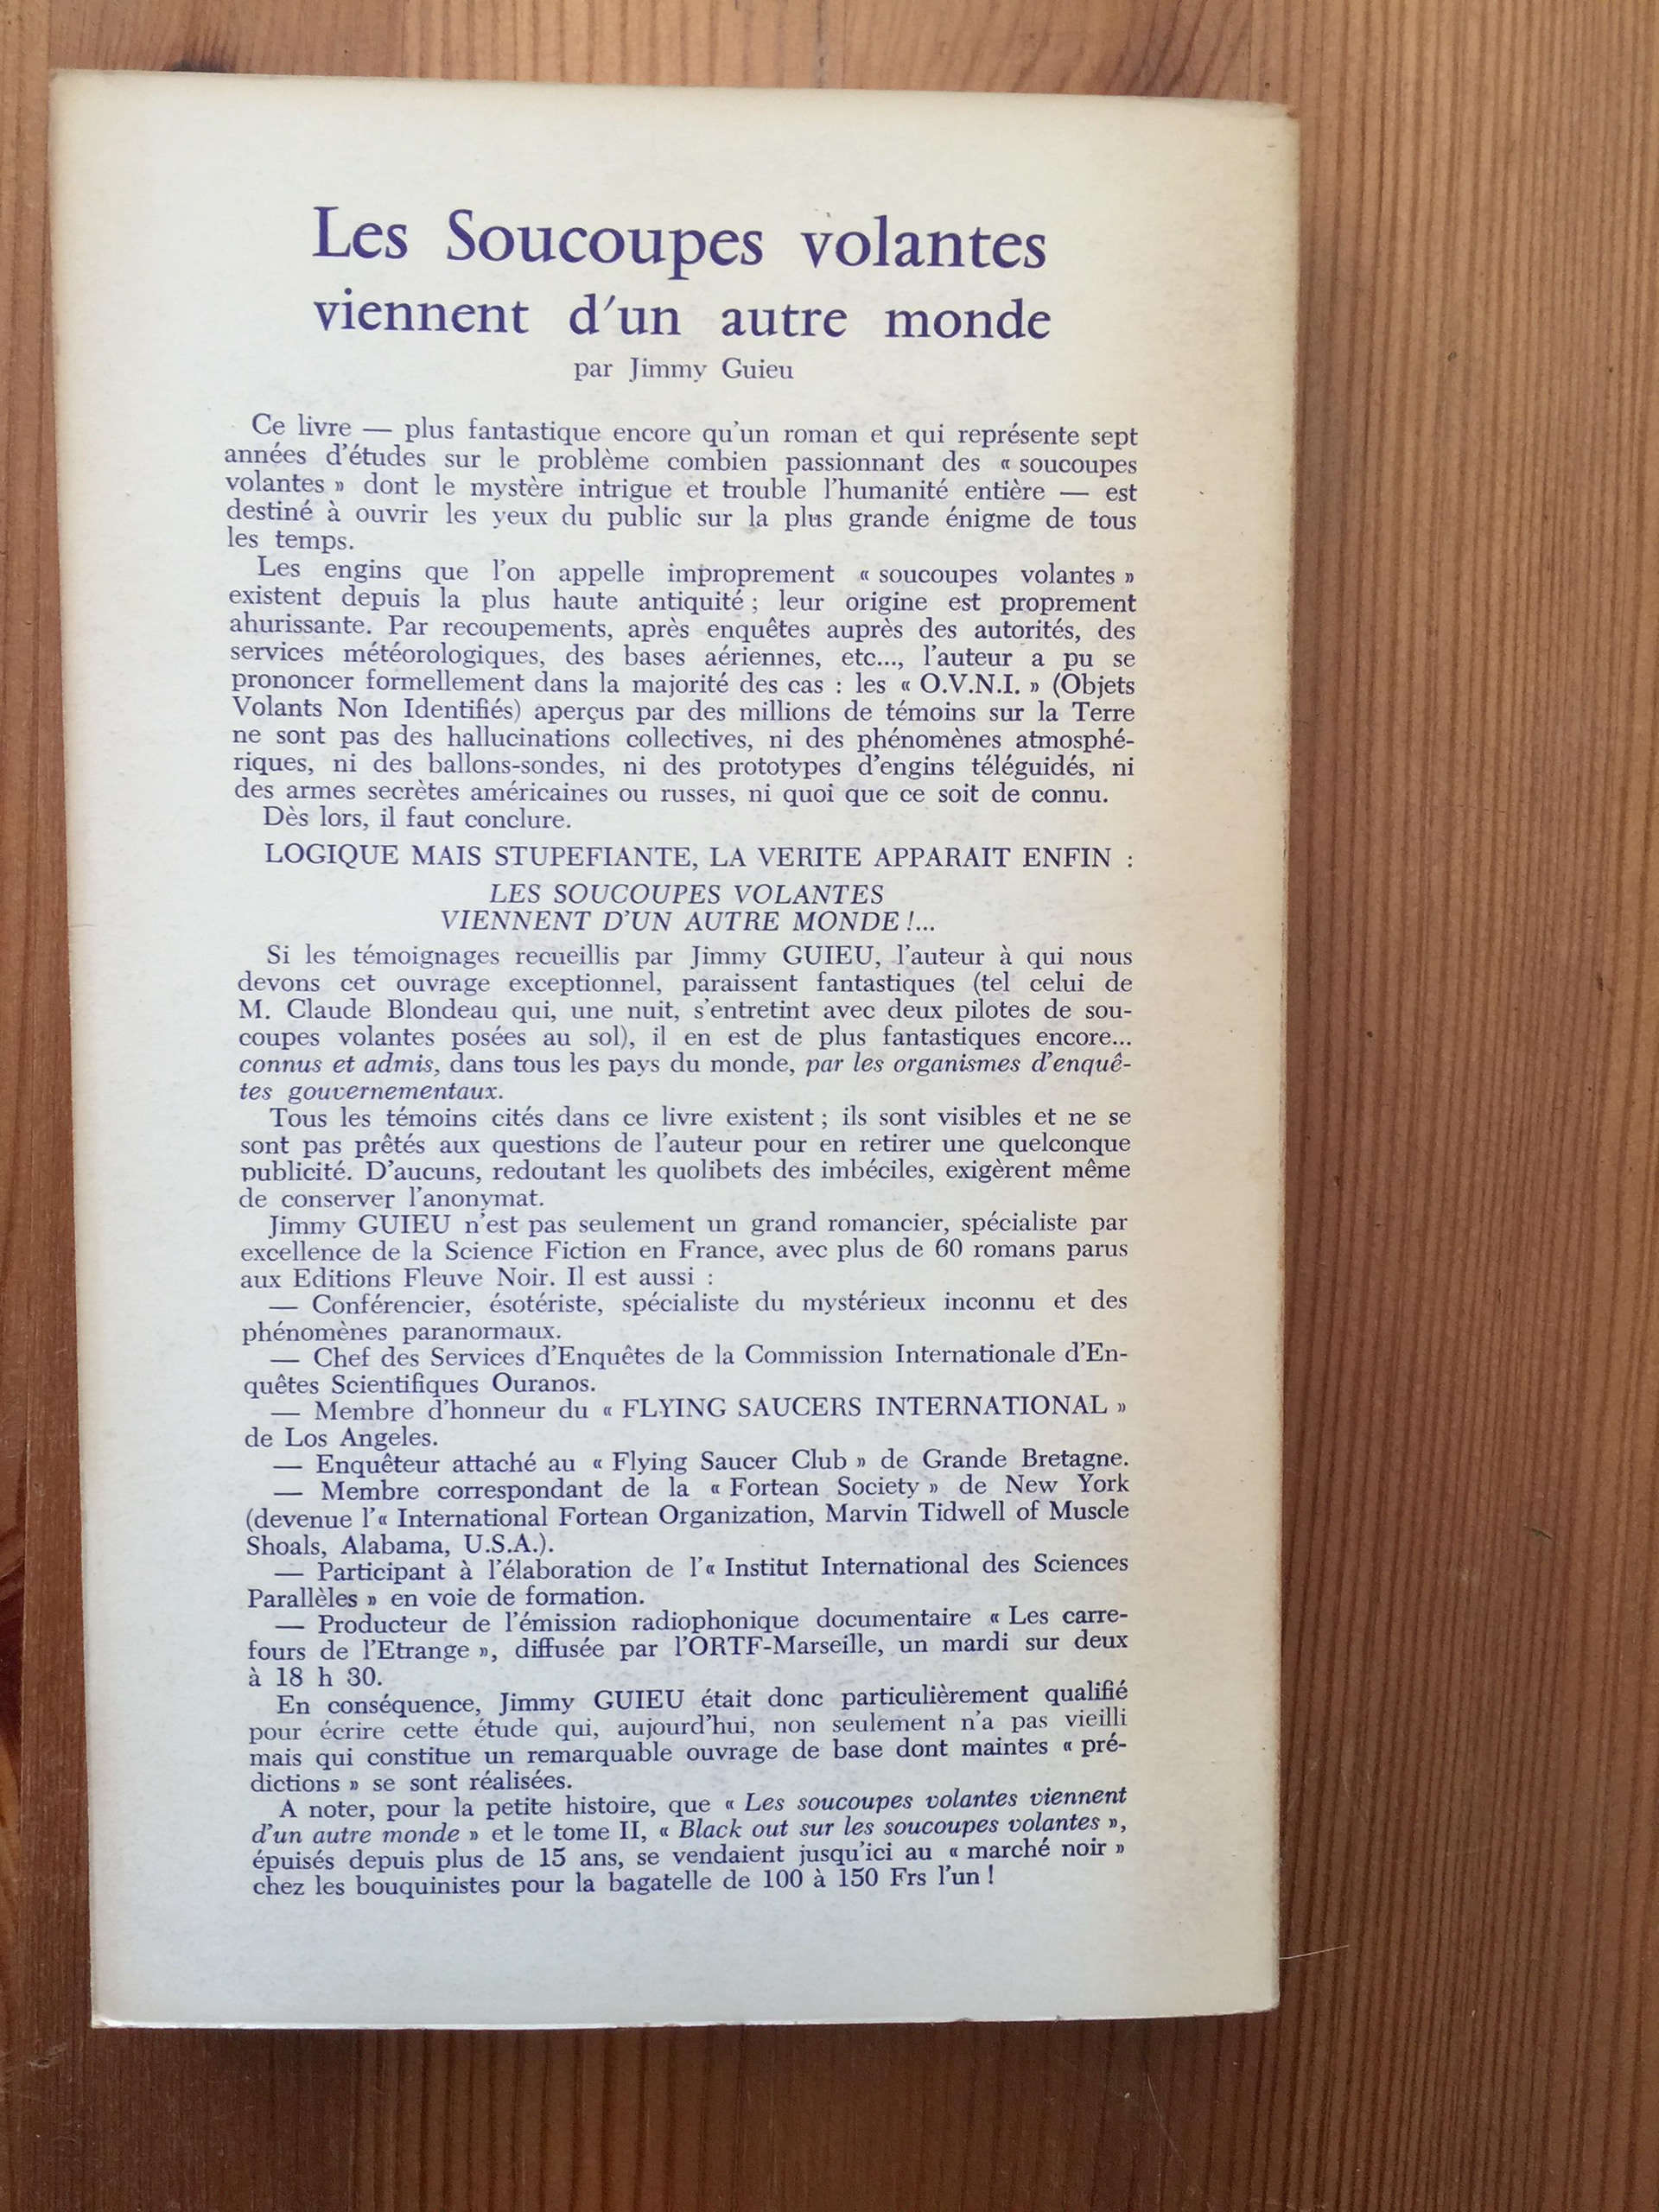 Les Soucoupes volantes
viennent d'un autre monde
par Jimmy Guieu
Ce livre — plus fantastique encore qu'un roman et qui représente sept
années d'études sur le problème combien passionnant des « soucoupes
volantes » dont le mystère intrigue et trouble l'humanité entière — est
destiné à ouvrir les yeux du public sur la plus grande énigme de tous
les temps.
Les engins que l'on appelle improprement « soucoupes volantes »
existent depuis la plus haute antiquité ; leur origine est proprement
ahurissante. Par recoupements, après enquêtes auprès des autorités, des
services météorologiques, des bases aériennes, etc..., l'auteur a pu se
prononcer formellement dans la majorité des cas : les « O.V.N.I. » (Objets
Volants Non Identifiés) aperçus par des millions de témoins sur la Terre
ne sont pas des hallucinations collectives, ni des phénomènes atmosphé-
riques, ni des ballons-sondes, ni des prototypes d'engins téléguidés, ni
des armes secrètes américaines ou russes, ni quoi que ce soit de connu.
Dès lors, il faut conclure.
LOGIQUE MAIS STUPEFIANTE, LA VERITE APPARAIT ENFIN :
LES SOUCOUPES VOLANTES
VIENNENT D'UN AUTRE MONDE !...
Si les témoignages recueillis par Jimmy GUIEU, l'auteur à qui nous
devons cet ouvrage exceptionnel, paraissent fantastiques (tel celui de
M. Claude Blondeau qui, une nuit, s'entretint avec deux pilotes de sou-
coupes volantes posées au sol), il en est de plus fantastiques encore...
connus et admis, dans tous les pays du monde, par les organismes d'enquê-
tes gouvernementaux.
Tous les témoins cités dans ce livre existent ; ils sont visibles et ne se
sont pas prêtés aux questions de l'auteur pour en retirer une quelconque
publicité. D'aucuns, redoutant les quolibets des imbéciles, exigèrent même
de conserver l'anonymat.
Jimmy GUIEU n'est pas seulement un grand romancier, spécialiste par
excellence de la Science Fiction en France, avec plus de 60 romans parus
aux Editions Fleuve Noir. Il est aussi :
— Conférencier, ésotériste, spécialiste du mystérieux inconnu et des
phénomènes paranormaux.
— Chef des Services d'Enquêtes de la Commission Internationale d'En-
quêtes Scientifiques Ouranos.
— Membre d'honneur du « FLYING SAUCERS INTERNATIONAL »
de Los Angeles.
— Enquêteur attaché au « Flying Saucer Club » de Grande Bretagne.
— Membre correspondant de la « Fortean Society » de New York
(devenue l'« International Fortean Organization, Marvin Tidwell of Muscle
Shoals, Alabama, U.S.A.).
— Participant à l'élaboration de l'« Institut International des Sciences
Parallèles » en voie de formation.
— Producteur de l'émission radiophonique documentaire « Les carre-
fours de l'Etrange », diffusée par l'ORTF-Marseille, un mardi sur deux
à 18 h 30.
En conséquence, Jimmy GUIEU était donc particulièrement qualifié
pour écrire cette étude qui, aujourd'hui, non seulement n'a pas vieilli
mais qui constitue un remarquable ouvrage de base dont maintes « pré-
dictions » se sont réalisées.
A noter, pour la petite histoire, que « Les soucoupes volantes viennent
d'un autre monde » et le tome II, « Black out sur les soucoupes volantes »,
épuisés depuis plus de 15 ans, se vendaient jusqu'ici au « marché noir »
chez les bouquinistes pour la bagatelle de 100 à 150 Frs l'un !